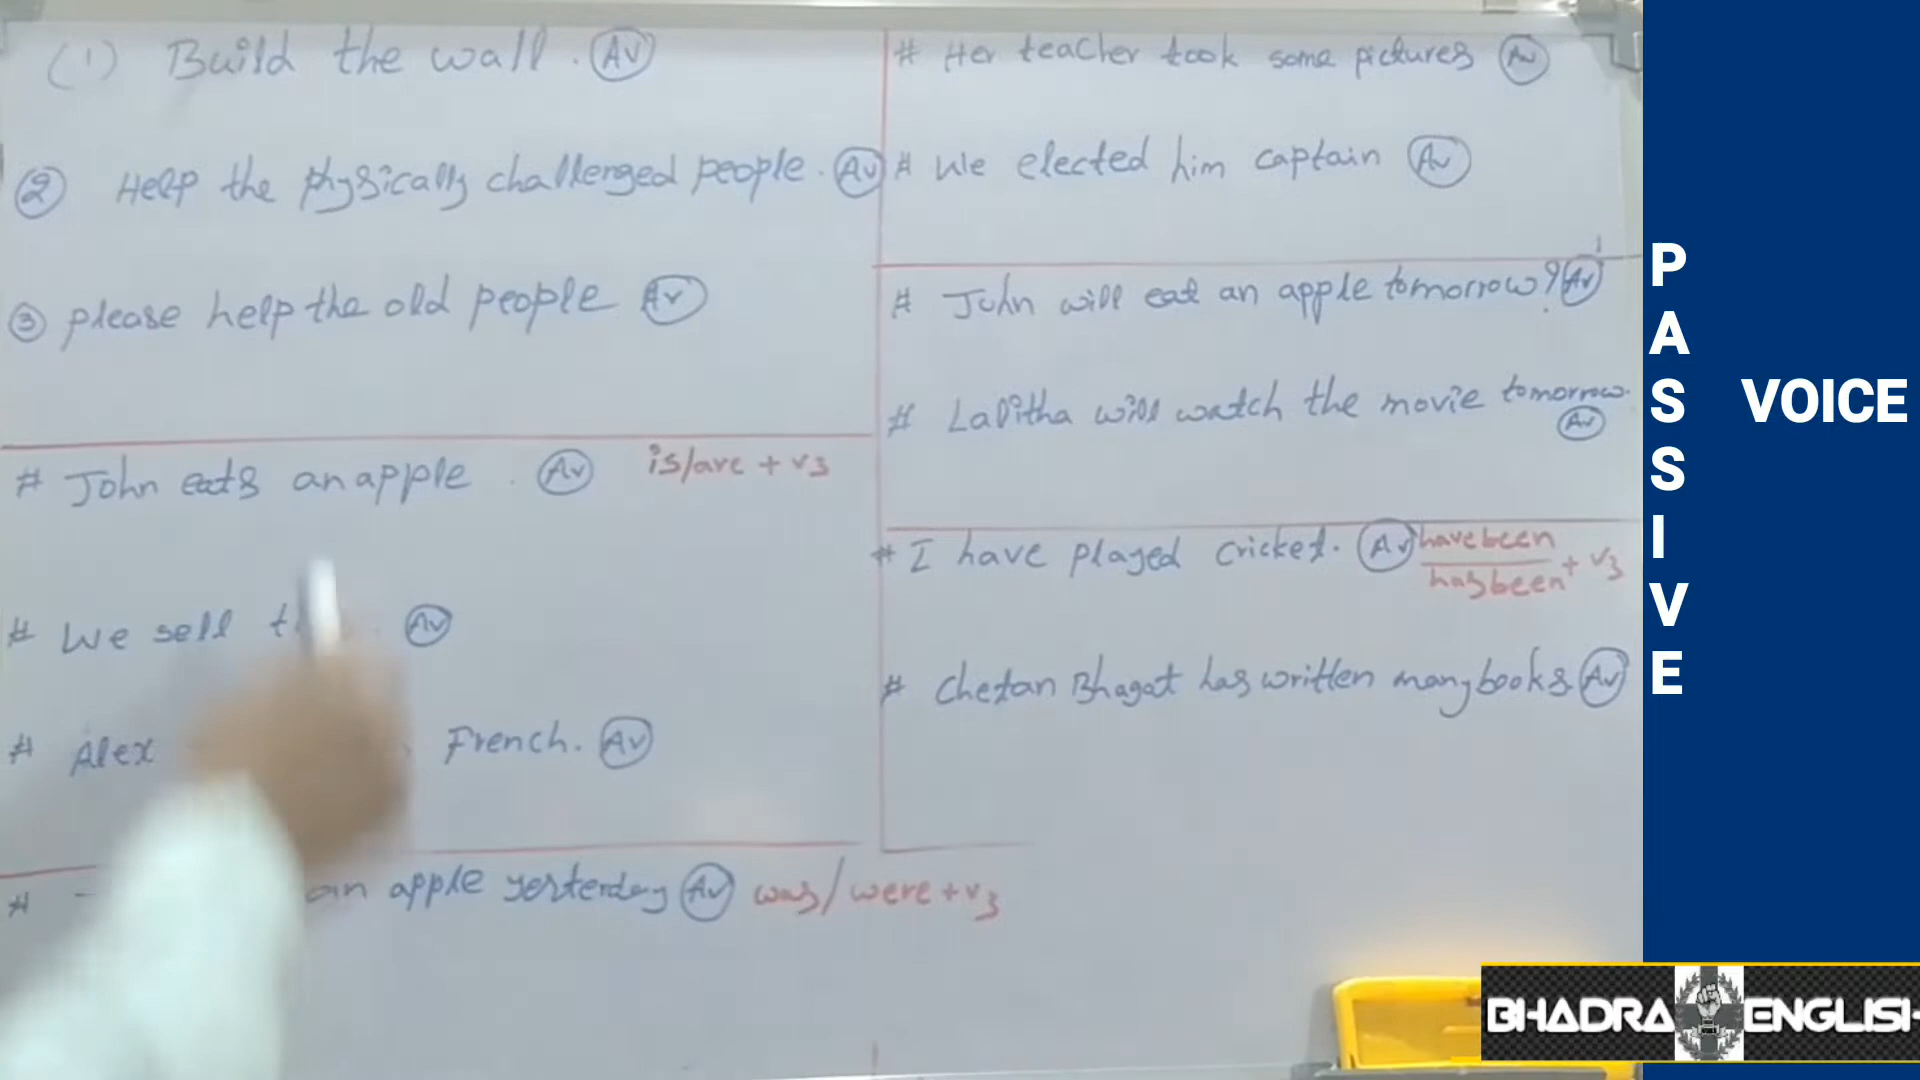 (1) Build the wall. AV
② Help the physically challenged people. AV
③ please help the old people AV
# John eats an apple. AV is/are + v3
# We sell AV
# Alex French. AV
# an apple yesterday AV was/were + v3
# Her teacher took some pictures AV
# We elected him captain AV
# John will eat an apple tomorrow? AV
# Lalitha will watch the movie tomorrow.
AV
# I have played cricket. AV have been
has been + v3
# Chetan Bhagat has written many books AV
PASSIVE
VOICE
BHADRA ENGLISH